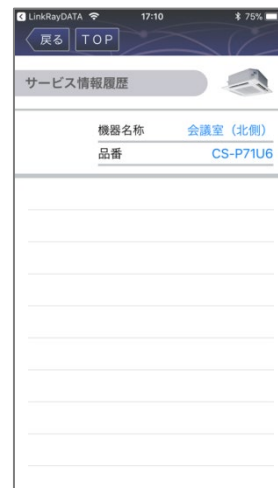 LinkRayDATA 17:10 75%
戻る TOP
サービス情報履歴
機器名称 会議室（北側）
品番 CS-P71U6